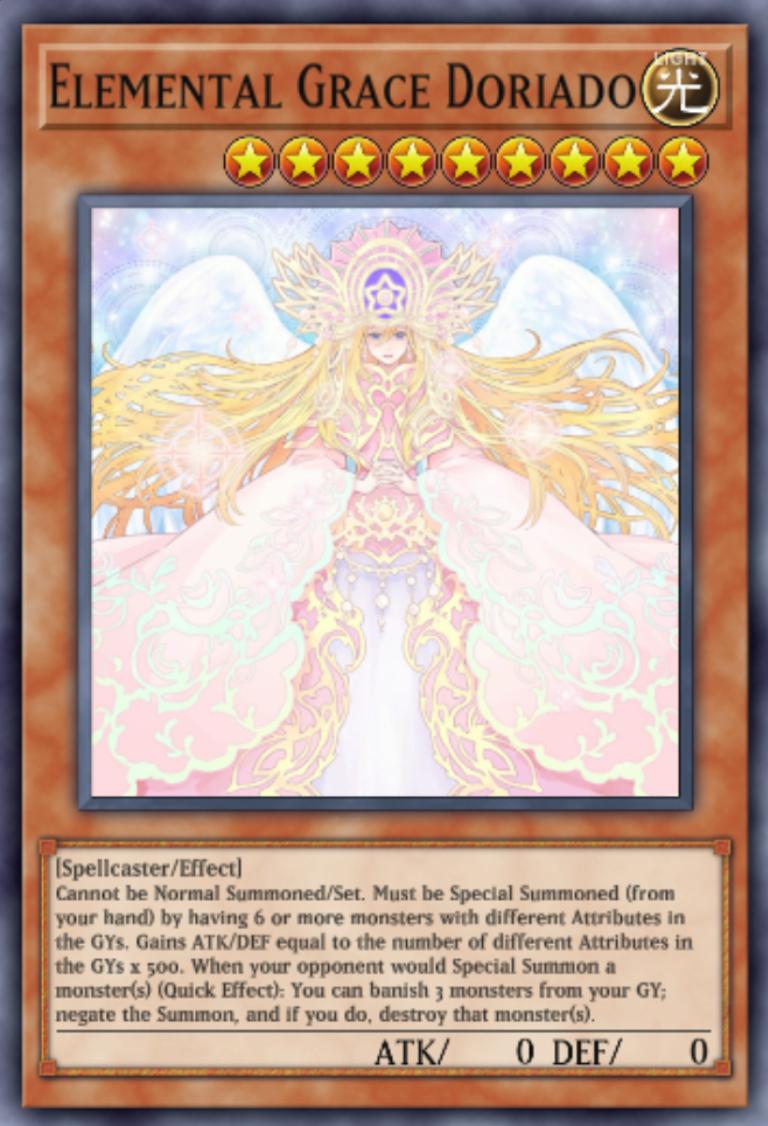 ELEMENTAL GRACE DORIADO
LIGHT
光
[Spellcaster/Effect]
Cannot be Normal Summoned/Set. Must be Special Summoned (from
your hand) by having 6 or more monsters with different Attributes in
the GYs. Gains ATK/DEF equal to the number of different Attributes in
the GYs x 500. When your opponent would Special Summon a
monster(s) (Quick Effect): You can banish 3 monsters from your GY;
negate the Summon, and if you do, destroy that monster(s).
ATK/ 0 DEF/ 0